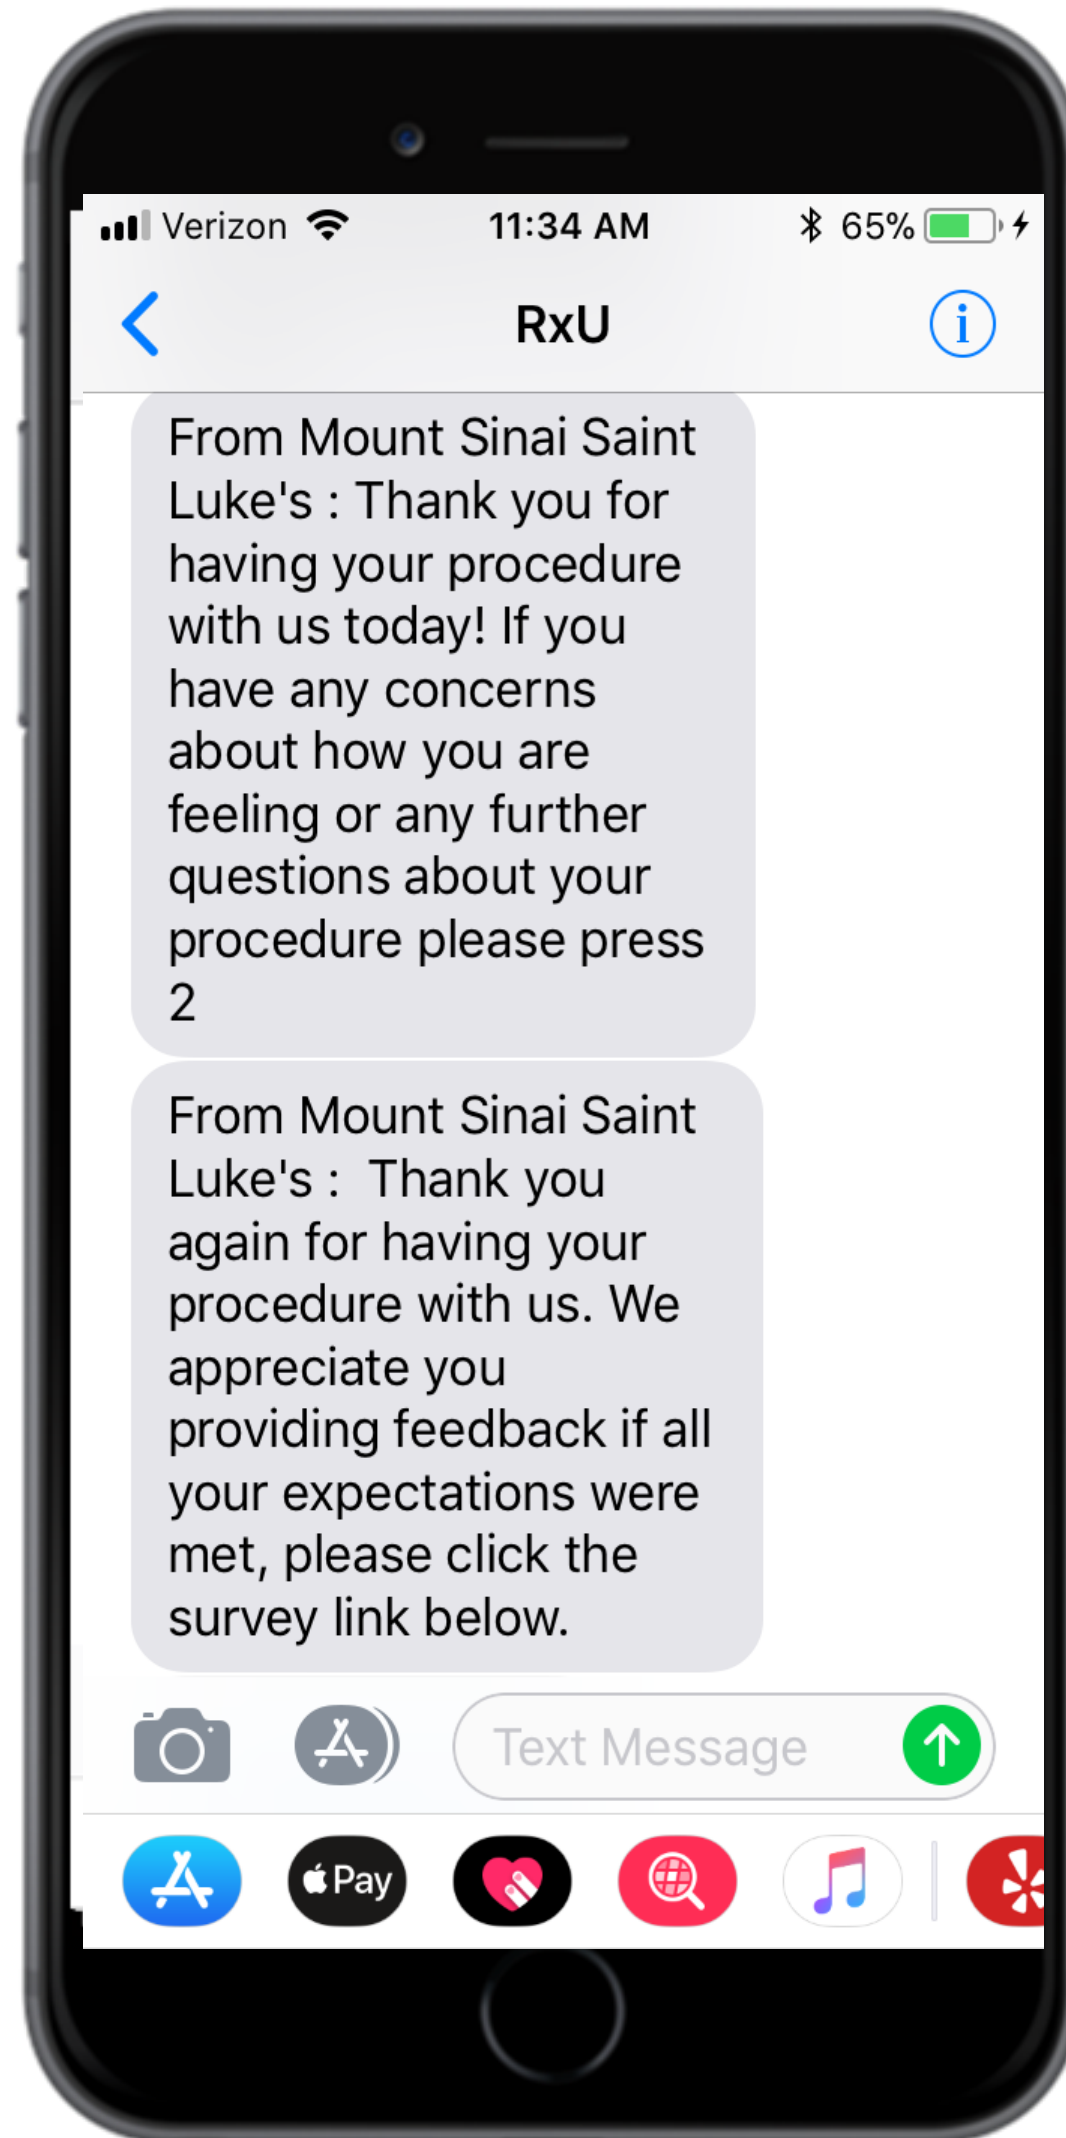 Verizon 11:34 AM 65%
RxU
i
From Mount Sinai Saint
Luke's : Thank you for
having your procedure
with us today! If you
have any concerns
about how you are
feeling or any further
questions about your
procedure please press
2
From Mount Sinai Saint
Luke's :  Thank you
again for having your
procedure with us. We
appreciate you
providing feedback if all
your expectations were
met, please click the
survey link below.
Text Message
Pay